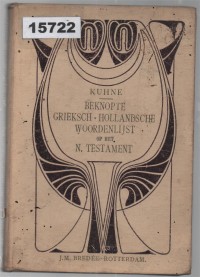 15722
KUHNE
BEKNOPTE
GRIEKSCH-HOLLANDSCHE
WOORDENLIJST
OP HET
N. TESTAMENT
J.M. BREDÉE-ROTTERDAM.